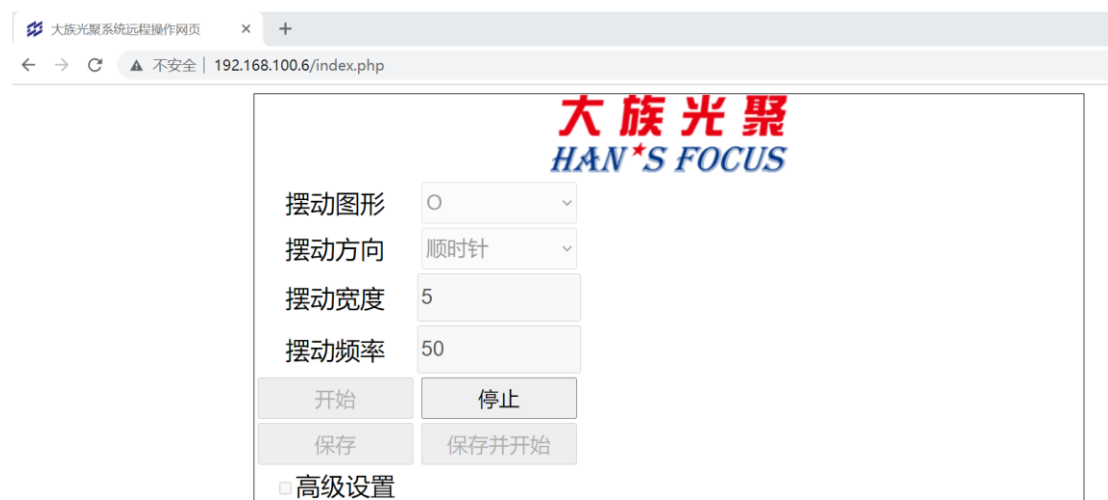 大族光聚系统远程操作网页
不安全 | 192.168.100.6/index.php
大族光聚
HAN'S FOCUS
摆动图形 O
摆动方向 顺时针
摆动宽度 5
摆动频率 50
开始 停止
保存 保存并开始
高级设置